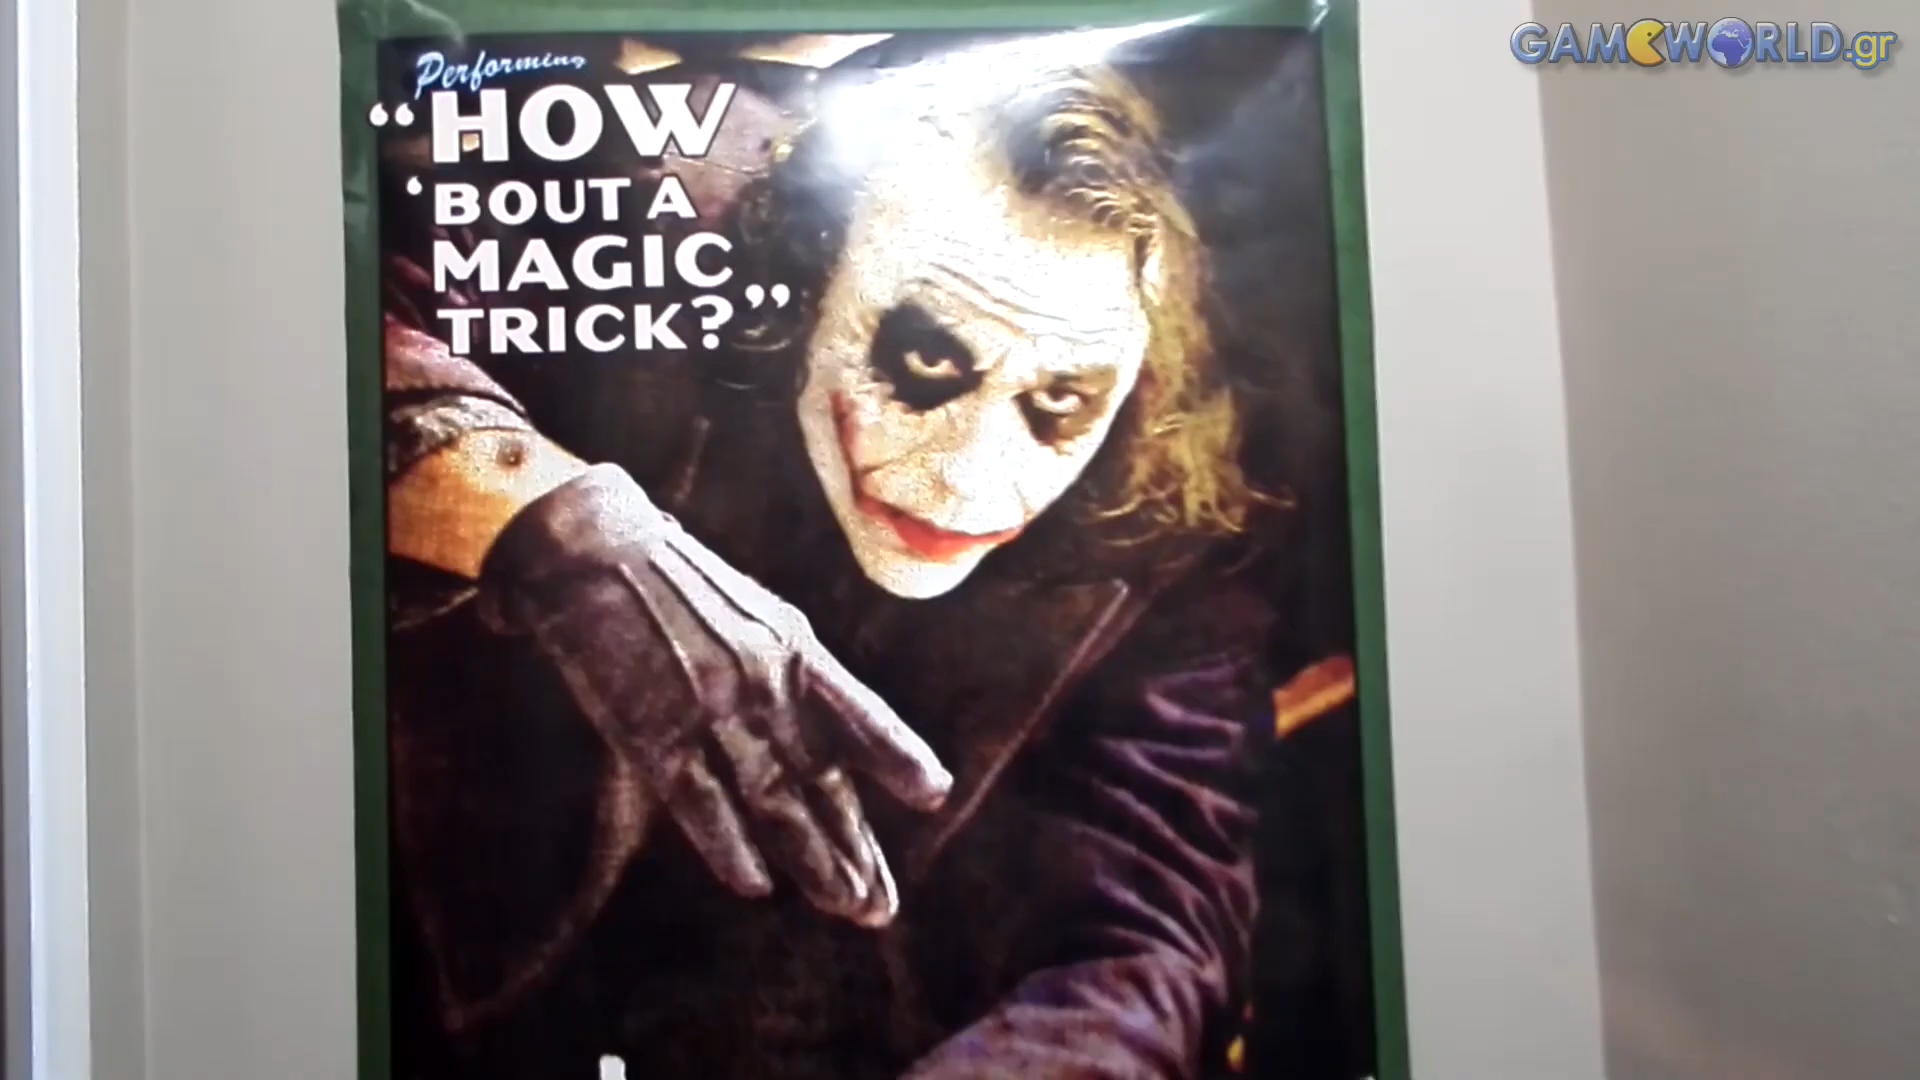 GAMEWORLD.gr
Performing
“HOW
‘BOUT A
MAGIC
TRICK?”